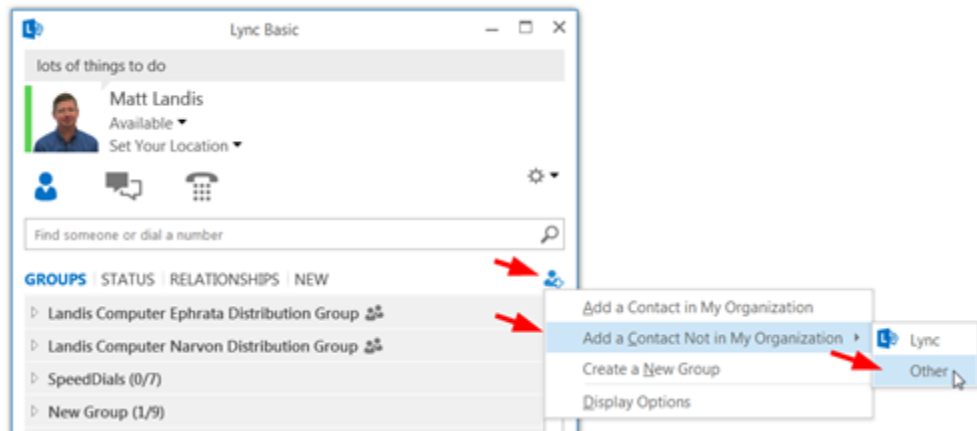 Lync Basic
lots of things to do
Matt Landis
Available
Set Your Location
Find someone or dial a number
GROUPS STATUS RELATIONSHIPS NEW
Landis Computer Ephrata Distribution Group
Landis Computer Narvon Distribution Group
SpeedDials (0/7)
New Group (1/9)
Add a Contact in My Organization
Add a Contact Not in My Organization
Create a New Group
Display Options
Lync
Other